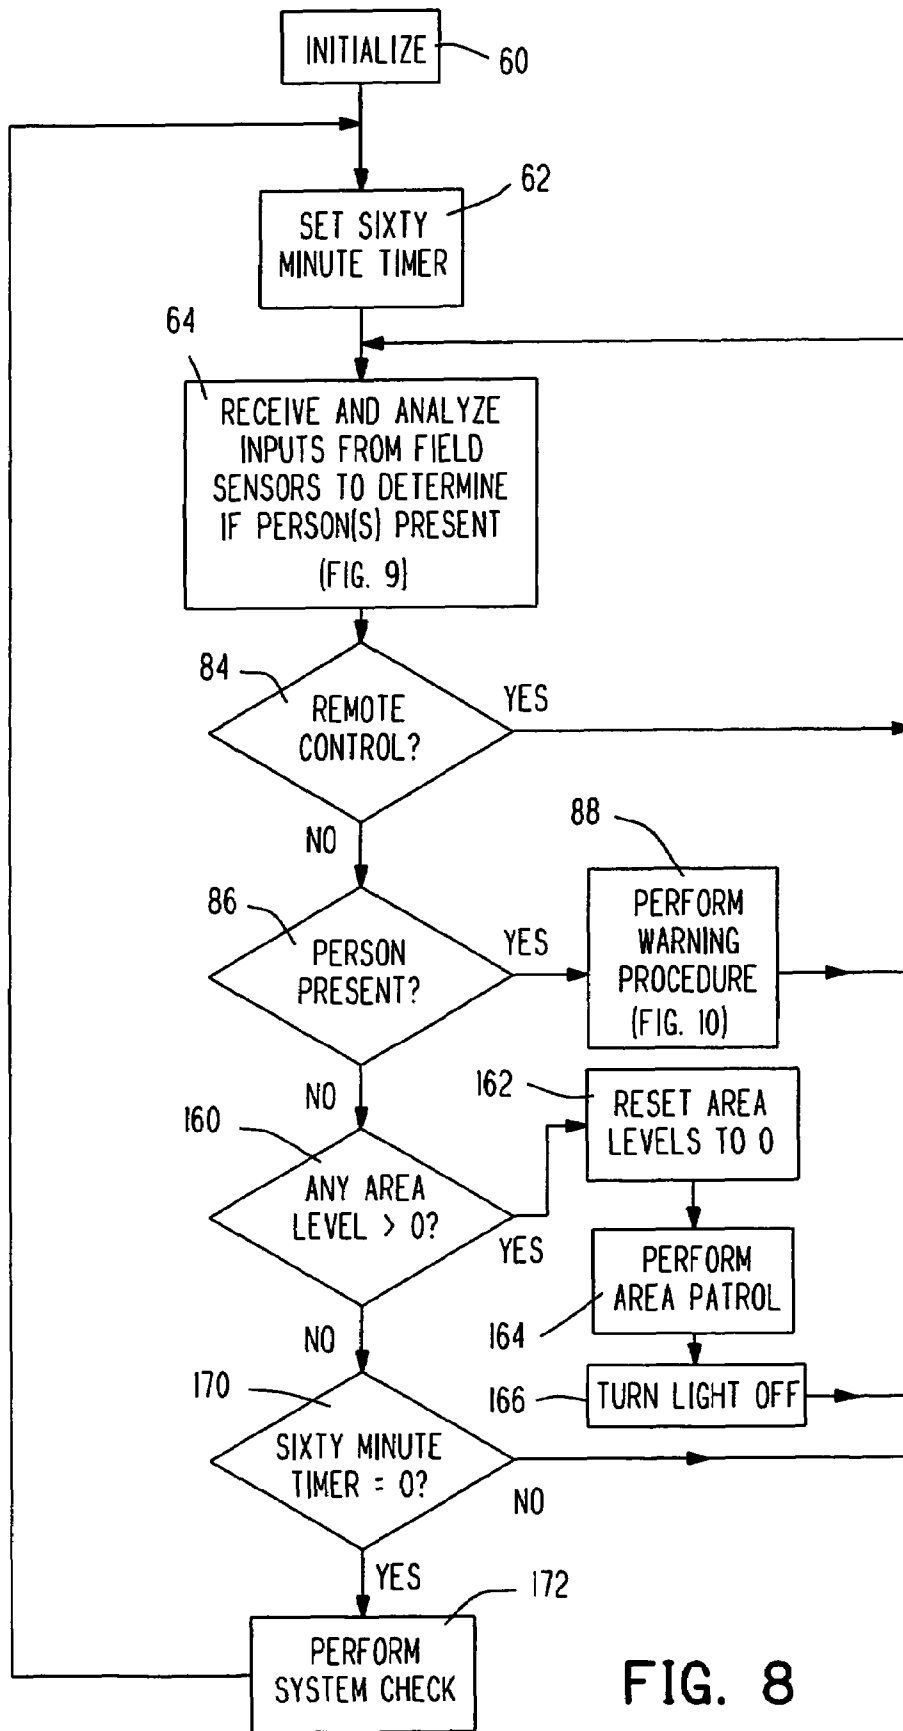 INITIALIZE
60
62
SET SIXTY
MINUTE TIMER
64
RECEIVE AND ANALYZE
INPUTS FROM FIELD
SENSORS TO DETERMINE
IF PERSON(S) PRESENT
(FIG. 9)
84
REMOTE
CONTROL?
YES
NO
86
PERSON
PRESENT?
YES
88
PERFORM
WARNING
PROCEDURE
(FIG. 10)
NO
160
ANY AREA
LEVEL > 0?
YES
162
RESET AREA
LEVELS TO 0
PERFORM
AREA PATROL
164
166
TURN LIGHT OFF
NO
170
SIXTY MINUTE
TIMER = 0?
NO
YES
172
PERFORM
SYSTEM CHECK
FIG. 8